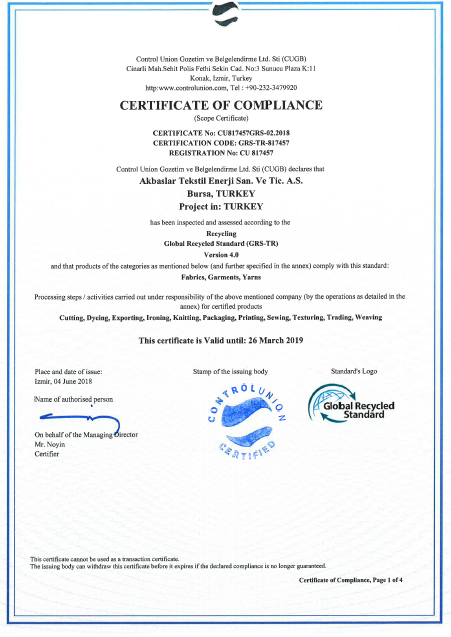 Control Union Gozetim ve Belgelendirme Ltd. Sti (CUGB)
Cinarli Mah.Sehit Polis Fethi Sekin Cad. No:3 Sunucu Plaza K:11
Konak, Izmir, Turkey
http:www.controlunion.com, Tel : +90-232-3479920
CERTIFICATE OF COMPLIANCE
(Scope Certificate)
CERTIFICATE No: CU817457GRS-02.2018
CERTIFICATION CODE: GRS-TR-817457
REGISTRATION No: CU 817457
Control Union Gozetim ve Belgelendirme Ltd. Sti (CUGB) declares that
Akbaslar Tekstil Enerji San. Ve Tic. A.S.
Bursa, TURKEY
Project in: TURKEY
has been inspected and assessed according to the
Recycling
Global Recycled Standard (GRS-TR)
Version 4.0
and that products of the categories as mentioned below (and further specified in the annex) comply with this standard:
Fabrics, Garments, Yarns
Processing steps / activities carried out under responsibility of the above mentioned company (by the operations as detailed in the
annex) for certified products
Cutting, Dyeing, Exporting, Ironing, Knitting, Packaging, Printing, Sewing, Texturing, Trading, Weaving
This certificate is Valid until: 26 March 2019
Place and date of issue:
Izmir, 04 June 2018
Stamp of the issuing body
Standard's Logo
Name of authorised person
CONTROLUNION
CERTIFIED
Global Recycled
Standard
On behalf of the Managing Director
Mr. Noyin
Certifier
This certificate cannot be used as a transaction certificate.
The issuing body can withdraw this certificate before it expires if the declared compliance is no longer guaranteed.
Certificate of Compliance, Page 1 of 4